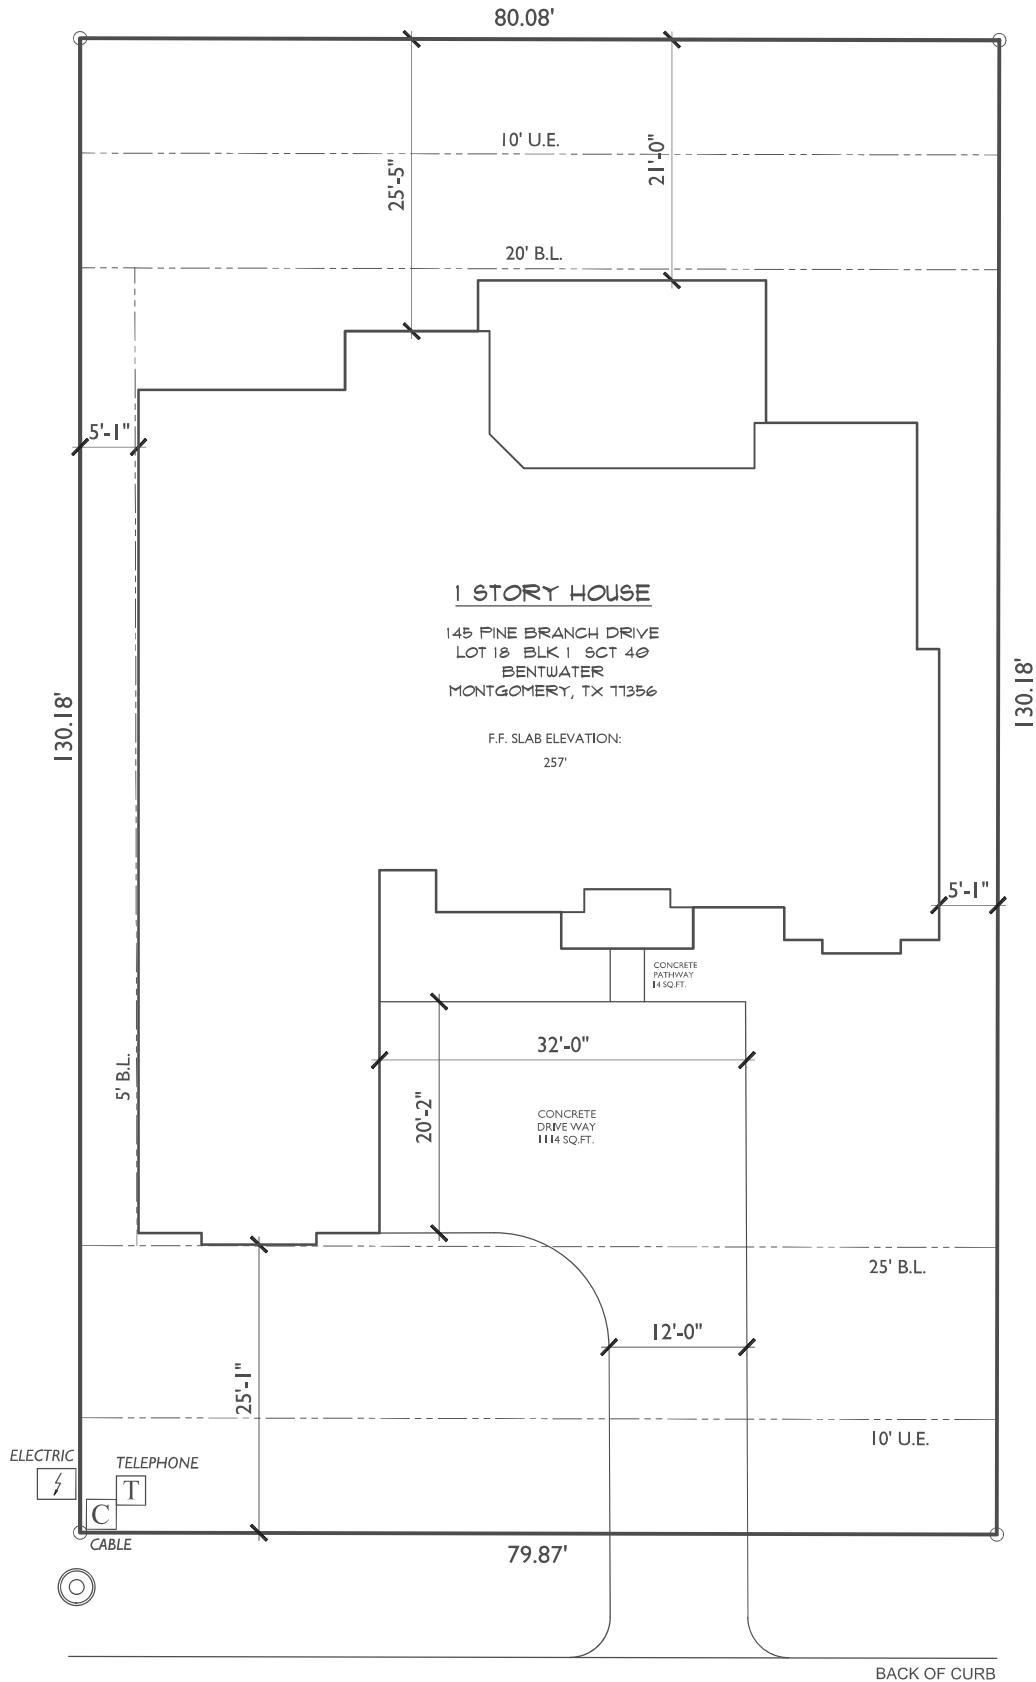 80.08'
10' U.E.
25'-5"
21'-0"
20' B.L.
5'-1"
1 STORY HOUSE
145 PINE BRANCH DRIVE
LOT 18 BLK 1 SCT 40
BENTWATER
MONTGOMERY, TX 77356
F.F. SLAB ELEVATION:
257'
130.18'
130.18'
5'-1"
CONCRETE
PATHWAY
14 SQ.FT.
32'-0"
5' B.L.
20'-2"
CONCRETE
DRIVE WAY
1114 SQ.FT.
25' B.L.
12'-0"
25'-1"
10' U.E.
ELECTRIC
TELEPHONE
T
C
CABLE
79.87'
BACK OF CURB